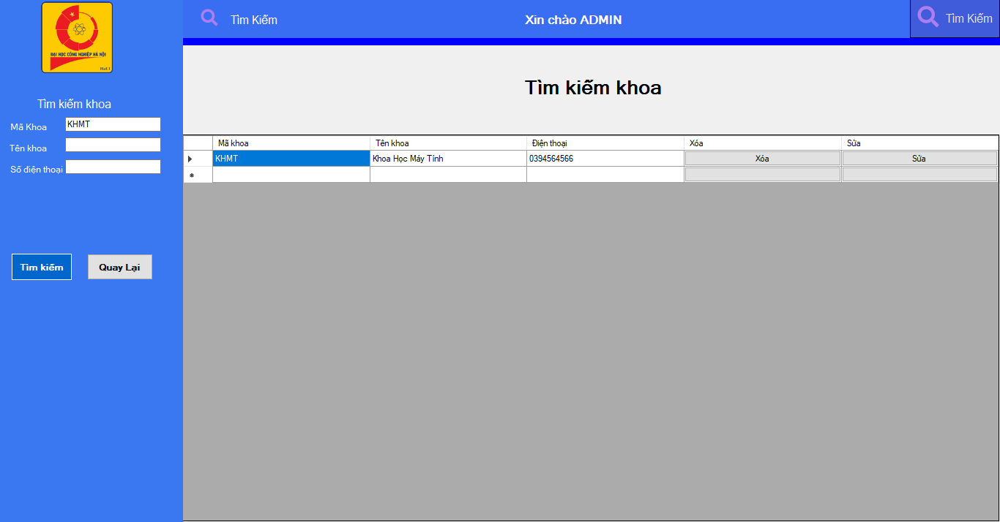 ĐẠI HỌC CÔNG NGHIỆP HÀ NỘI
HaUI
Tìm Kiếm
Xin chào ADMIN
Tìm Kiếm
Tìm kiếm khoa
Mã Khoa
KHMT
Tên khoa
Số điện thoại
Tìm kiếm
Quay Lại
Tìm kiếm khoa
Mã khoa Tên khoa Điện thoại Xóa Sửa
KHMT Khoa Học Máy Tính 0394564566 Xóa Sửa